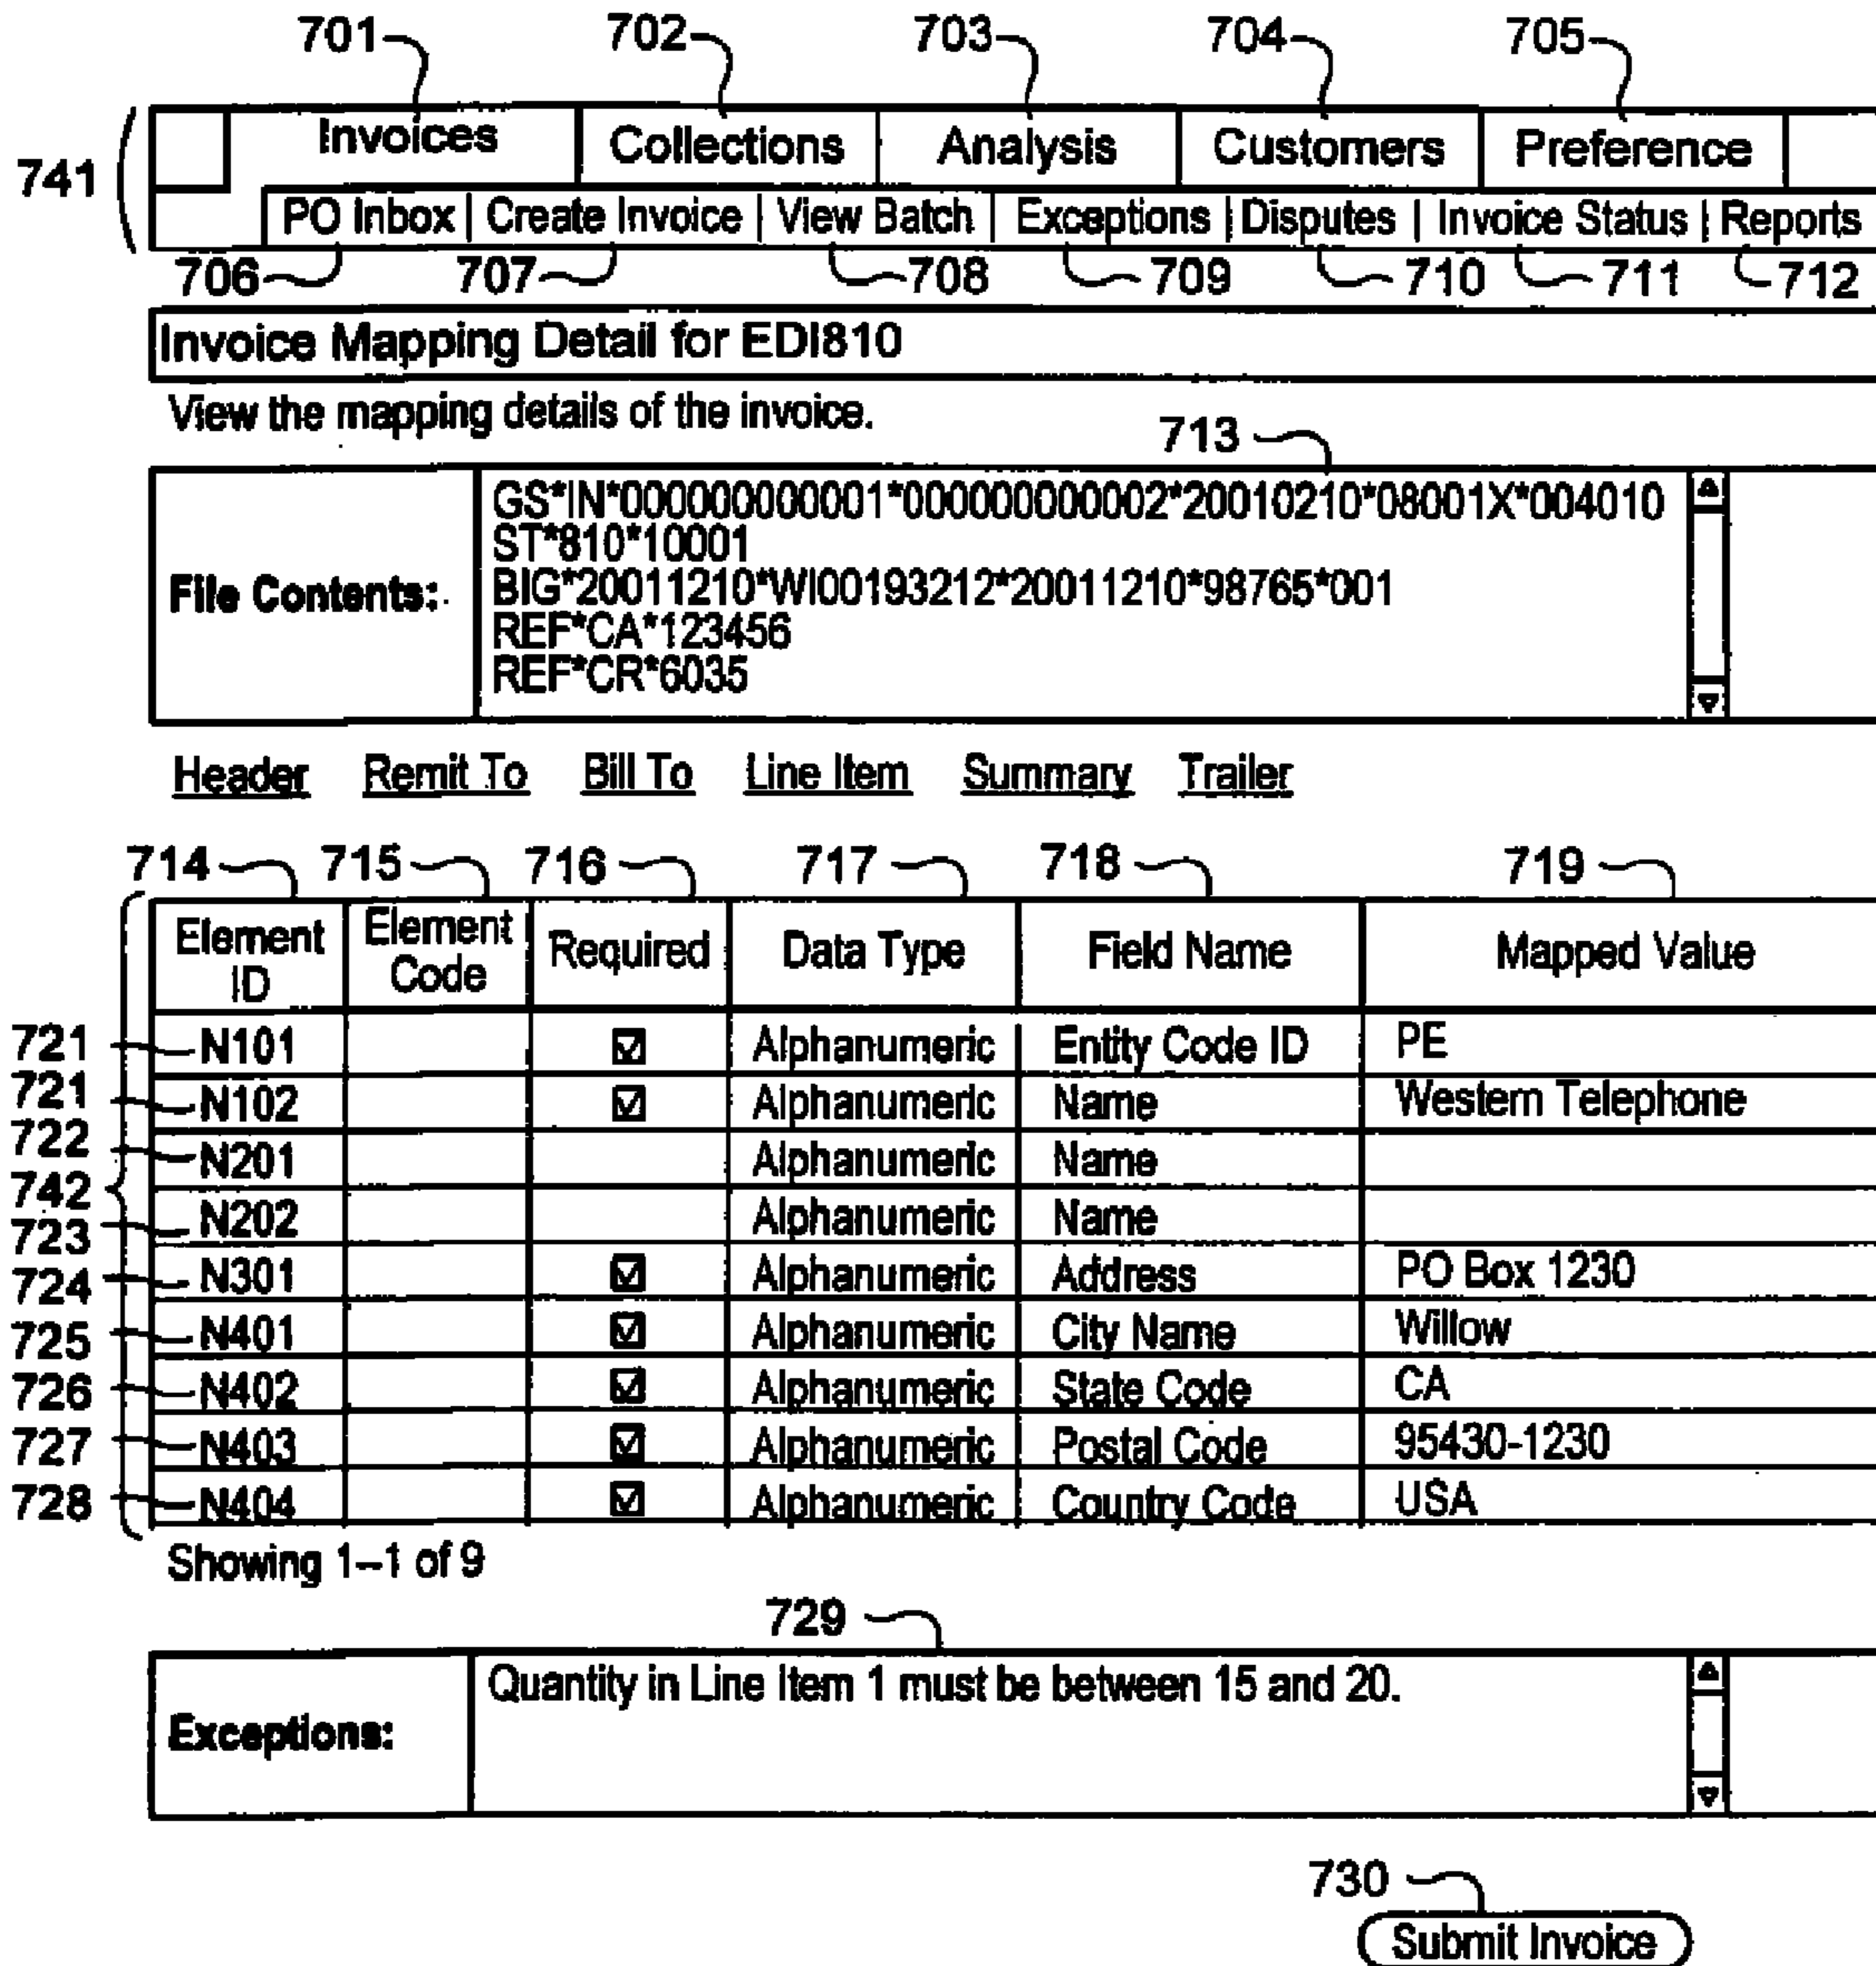 701 702 703 704 705
741 Invoices Collections Analysis Customers Preference
PO Inbox | Create Invoice | View Batch | Exceptions | Disputes | Invoice Status | Reports
706 707 708 709 710 711 712
Invoice Mapping Detail for EDI810
View the mapping details of the invoice.
713
File Contents:
GS*IN*000000000001*000000000002*20010210*08001X*004010
ST*810*10001
BIG*20011210*WI00193212*20011210*98765*001
REF*CA*123456
REF*CR*6035
Header Remit To Bill To Line Item Summary Trailer
714 715 716 717 718 719
Element ID Element Code Required Data Type Field Name Mapped Value
721 N101 Alphanumeric Entity Code ID PE
721 N102 Alphanumeric Name Western Telephone
722 N201 Alphanumeric Name
742
723 N202 Alphanumeric Name
724 N301 Alphanumeric Address PO Box 1230
725 N401 Alphanumeric City Name Willow
726 N402 Alphanumeric State Code CA
727 N403 Alphanumeric Postal Code 95430-1230
728 N404 Alphanumeric Country Code USA
Showing 1–1 of 9
729
Exceptions: Quantity in Line Item 1 must be between 15 and 20.
730
Submit Invoice